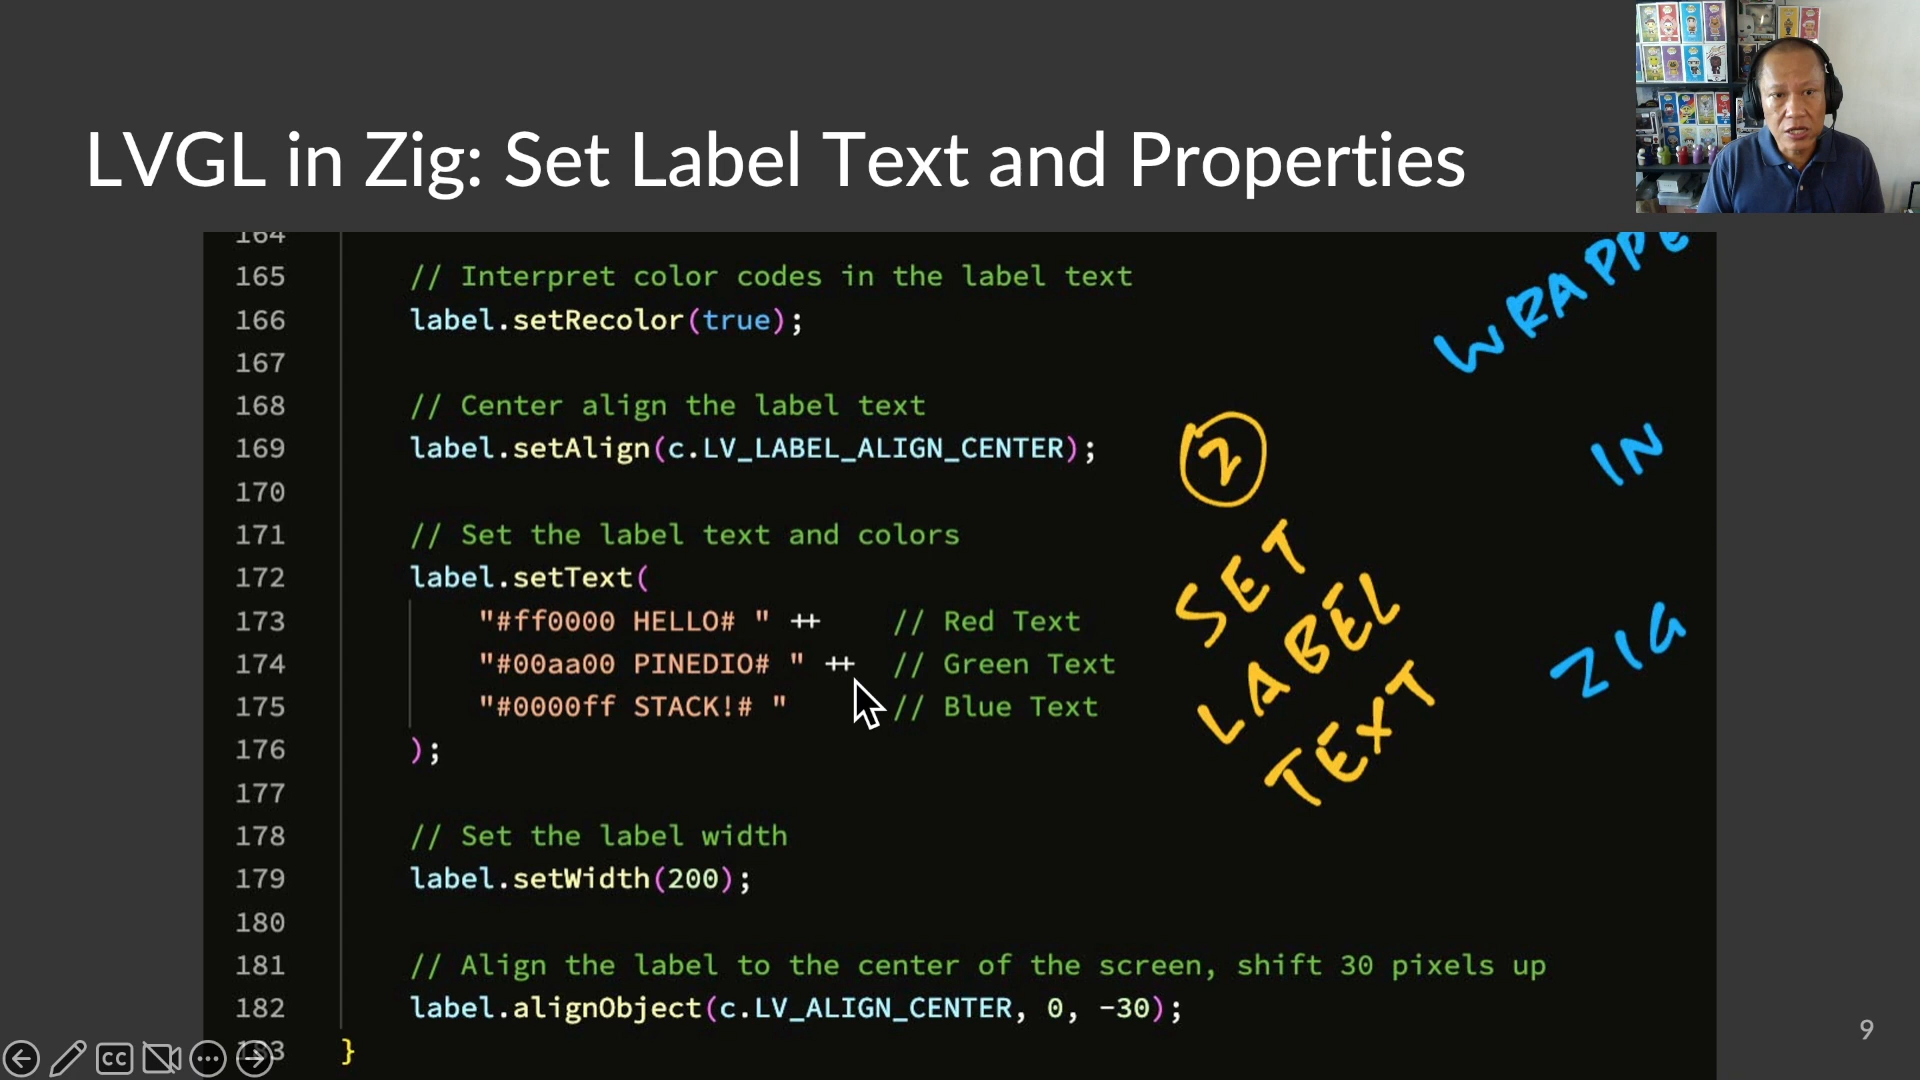 LVGL in Zig: Set Label Text and Properties
164
165 // Interpret color codes in the label text
166 label.setRecolor(true);
167
168 // Center align the label text
169 label.setAlign(c.LV_LABEL_ALIGN_CENTER);
170
171 // Set the label text and colors
172 label.setText(
173 "#ff0000 HELLO# " ++ // Red Text
174 "#00aa00 PINEDIO# " ++ // Green Text
175 "#0000ff STACK!# " // Blue Text
176 );
177
178 // Set the label width
179 label.setWidth(200);
180
181 // Align the label to the center of the screen, shift 30 pixels up
182 label.alignObject(c.LV_ALIGN_CENTER, 0, -30);
183 }
WRAPPE
IN
ZIG
2
SET
LABEL
TEXT
CC
9